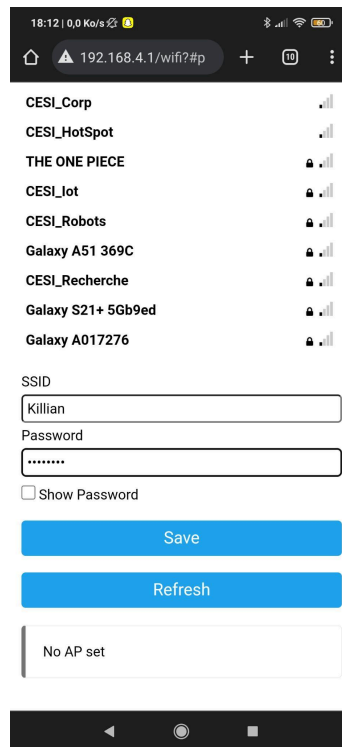 18:12 | 0,0 Ko/s
60
192.168.4.1/wifi?#p
10
CESI_Corp
CESI_HotSpot
THE ONE PIECE
CESI_Iot
CESI_Robots
Galaxy A51 369C
CESI_Recherche
Galaxy S21+ 5Gb9ed
Galaxy A017276
SSID
Killian
Password
••••••••
Show Password
Save
Refresh
No AP set